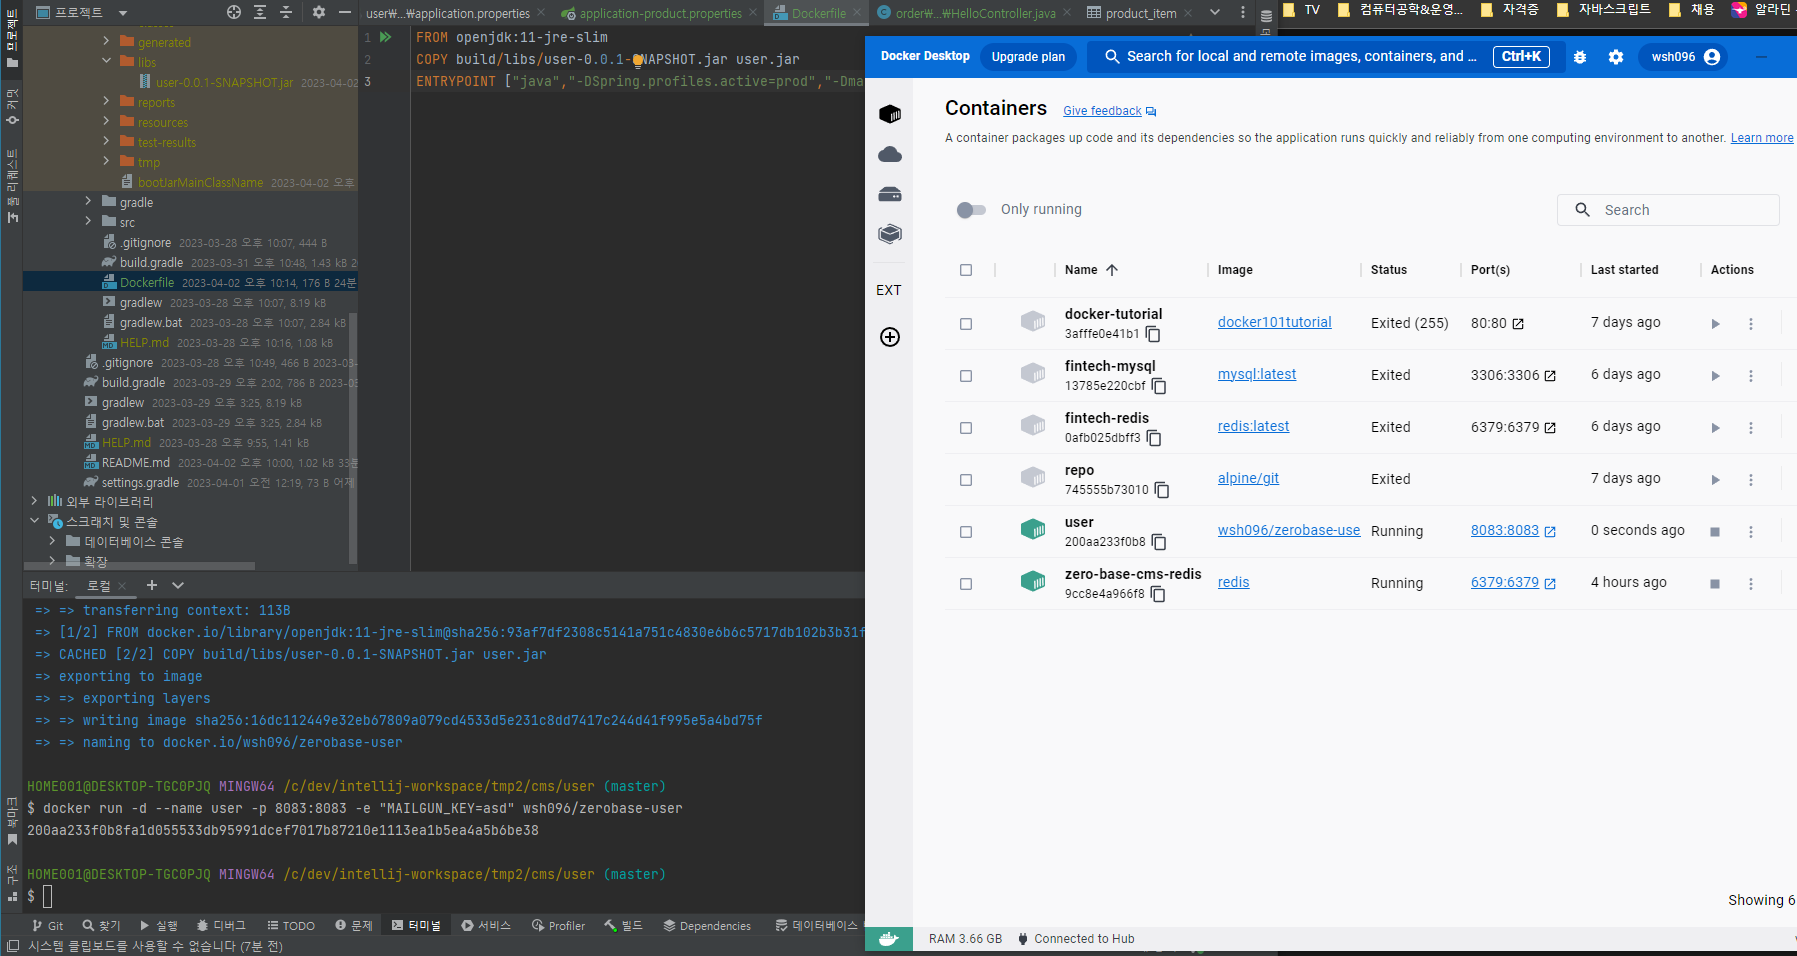 프로젝트
generated
libs
user-0.0.1-SNAPSHOT.jar 2023-04-02
reports
resources
test-results
tmp
bootJarMainClassName 2023-04-02 오후
gradle
src
.gitignore 2023-03-28 오후 10:07, 444 B
build.gradle 2023-03-31 오후 10:48, 1.43 kB 2
Dockerfile 2023-04-02 오후 10:14, 176 B 24분
gradlew 2023-03-28 오후 10:07, 8.19 kB
gradlew.bat 2023-03-28 오후 10:07, 2.84 kB
HELP.md 2023-03-28 오후 10:16, 1.08 kB
.gitignore 2023-03-28 오후 10:49, 466 B 2023-03
build.gradle 2023-03-29 오후 2:02, 786 B 2023-03
gradlew 2023-03-29 오후 3:25, 8.19 kB
gradlew.bat 2023-03-29 오후 3:25, 2.84 kB
HELP.md 2023-03-28 오후 9:55, 1.41 kB
README.md 2023-04-02 오후 10:00, 1.02 kB 33분
settings.gradle 2023-04-01 오전 12:19, 73 B 어제
외부 라이브러리
스크래치 및 콘솔
데이터베이스 콘솔
확장
프로젝트
커밋
풀 리퀘스트
북마크
구조
user₩...₩application.properties
application-product.properties
Dockerfile
order₩...₩HelloController.java
product_item
1 FROM openjdk:11-jre-slim
2 COPY build/libs/user-0.0.1-SNAPSHOT.jar user.jar
3 ENTRYPOINT ["java","-DSpring.profiles.active=prod","-Dma
터미널: 로컬
=> => transferring context: 113B
=> [1/2] FROM docker.io/library/openjdk:11-jre-slim@sha256:93af7df2308c5141a751c4830e6b6c5717db102b3b31f
=> CACHED [2/2] COPY build/libs/user-0.0.1-SNAPSHOT.jar user.jar
=> exporting to image
=> => exporting layers
=> => writing image sha256:16dc112449e32eb67809a079cd4533d5e231c8dd7417c244d41f995e5a4bd75f
=> => naming to docker.io/wsh096/zerobase-user
HOME001@DESKTOP-TGC0PJQ MINGW64 /c/dev/intellij-workspace/tmp2/cms/user (master)
$ docker run -d --name user -p 8083:8083 -e "MAILGUN_KEY=asd" wsh096/zerobase-user
200aa233f0b8fa1d055533db95991dcef7017b87210e1113ea1b5ea4a5b6be38
HOME001@DESKTOP-TGC0PJQ MINGW64 /c/dev/intellij-workspace/tmp2/cms/user (master)
$
Git 찾기 실행 디버그 TODO 문제 터미널 서비스 Profiler 빌드 Dependencies 데이터베이스
시스템 클립보드를 사용할 수 없습니다 (7분 전)
TV 컴퓨터공학&운영... 자격증 자바스크립트 채용 알라딘
Docker Desktop Upgrade plan Search for local and remote images, containers, and ... Ctrl+K wsh096
EXT
Containers Give feedback
A container packages up code and its dependencies so the application runs quickly and reliably from one computing environment to another. Learn more
Only running
Search
Name Image Status Port(s) Last started Actions
docker-tutorial
3afffe0e41b1
docker101tutorial Exited (255) 80:80 7 days ago
fintech-mysql
13785e220cbf
mysql:latest Exited 3306:3306 6 days ago
fintech-redis
0afb025dbff3
redis:latest Exited 6379:6379 6 days ago
repo
745555b73010
alpine/git Exited 7 days ago
user
200aa233f0b8
wsh096/zerobase-use Running 8083:8083 0 seconds ago
zero-base-cms-redis
9cc8e4a966f8
redis Running 6379:6379 4 hours ago
Showing 6
RAM 3.66 GB Connected to Hub